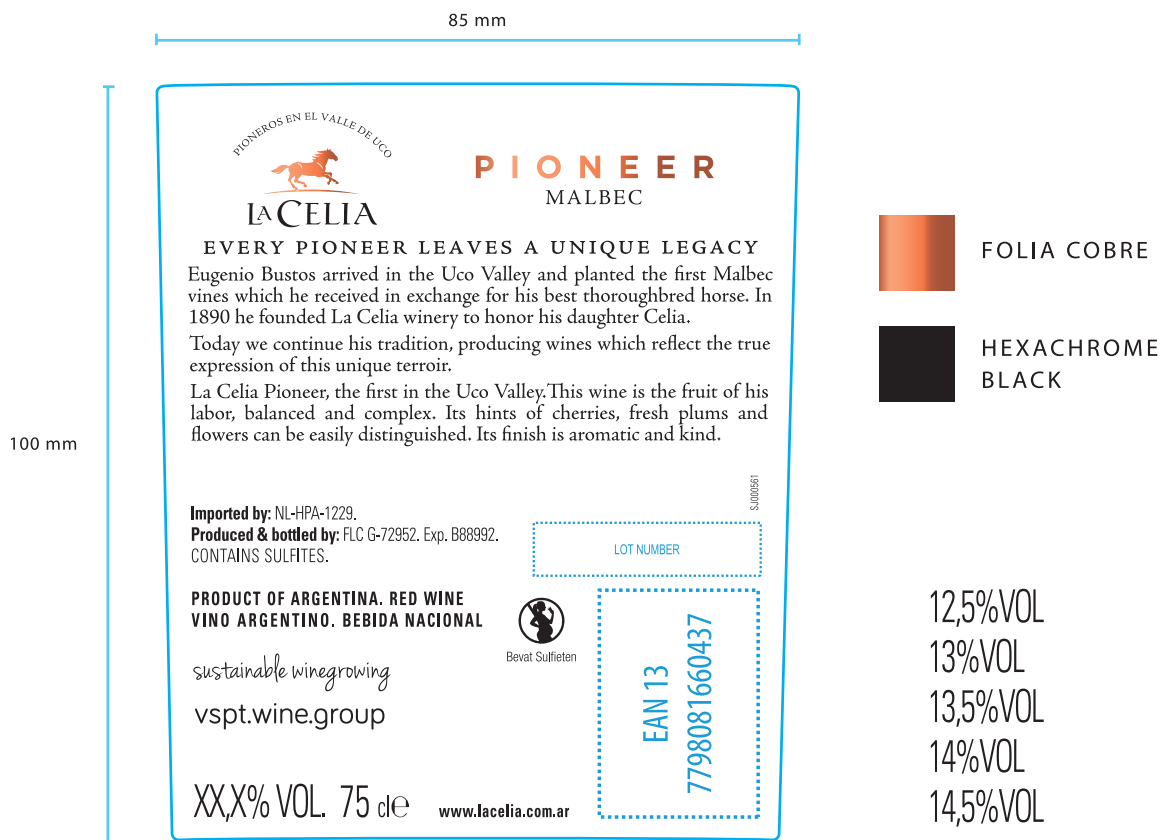 85 mm
PIONEROS EN EL VALLE DE UCO
LA CELIA
PIONEER
MALBEC
EVERY PIONEER LEAVES A UNIQUE LEGACY
Eugenio Bustos arrived in the Uco Valley and planted the first Malbec
vines which he received in exchange for his best thoroughbred horse. In
1890 he founded La Celia winery to honor his daughter Celia.
Today we continue his tradition, producing wines which reflect the true
expression of this unique terroir.
La Celia Pioneer, the first in the Uco Valley.This wine is the fruit of his
labor, balanced and complex. Its hints of cherries, fresh plums and
flowers can be easily distinguished. Its finish is aromatic and kind.
100 mm
FOLIA COBRE
HEXACHROME
BLACK
SJ000561
Imported by: NL-HPA-1229.
Produced & bottled by: FLC G-72952. Exp. B88992.
CONTAINS SULFITES.
LOT NUMBER
PRODUCT OF ARGENTINA. RED WINE
VINO ARGENTINO. BEBIDA NACIONAL
Bevat Sulfieten
sustainable winegrowing
vspt.wine.group
EAN 13
7798081660437
XX,X% VOL. 75 cle
www.lacelia.com.ar
12,5%VOL
13%VOL
13,5%VOL
14%VOL
14,5%VOL